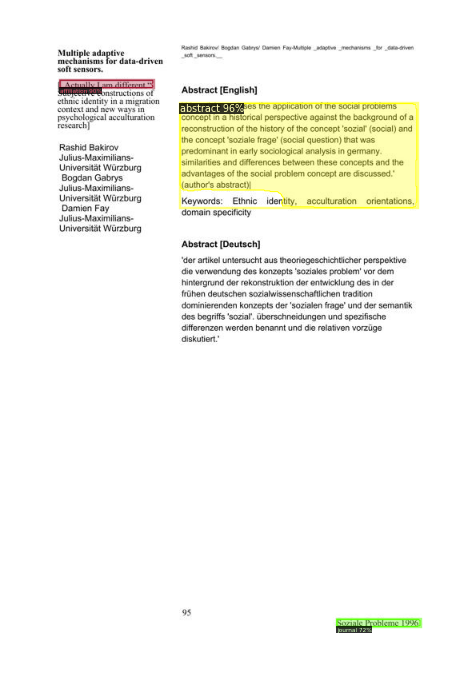 Rashid Bakirov/ Bogdan Gabrys/ Damien Fay-Multiple _adaptive _mechanisms _for _data-driven
_soft _sensors.__
Multiple adaptive
mechanisms for data-driven
soft sensors.
[„Actually I am different.“
Subjective constructions of
ethnic identity in a migration
context and new ways in
psychological acculturation
research]
Rashid Bakirov
Julius-Maximilians-
Universität Würzburg
Bogdan Gabrys
Julius-Maximilians-
Universität Würzburg
Damien Fay
Julius-Maximilians-
Universität Würzburg
Abstract [English]
abstract 96%
ses the application of the social problems
concept in a historical perspective against the background of a
reconstruction of the history of the concept 'sozial' (social) and
the concept 'soziale frage' (social question) that was
predominant in early sociological analysis in germany.
similarities and differences between these concepts and the
advantages of the social problem concept are discussed.'
(author's abstract)|
Keywords: Ethnic identity, acculturation orientations,
domain specificity
Abstract [Deutsch]
'der artikel untersucht aus theoriegeschichtlicher perspektive
die verwendung des konzepts 'soziales problem' vor dem
hintergrund der rekonstruktion der entwicklung des in der
frühen deutschen sozialwissenschaftlichen tradition
dominierenden konzepts der 'sozialen frage' und der semantik
des begriffs 'sozial'. überschneidungen und spezifische
differenzen werden benannt und die relativen vorzüge
diskutiert.'
95
Soziale Probleme 1996
journal 72%